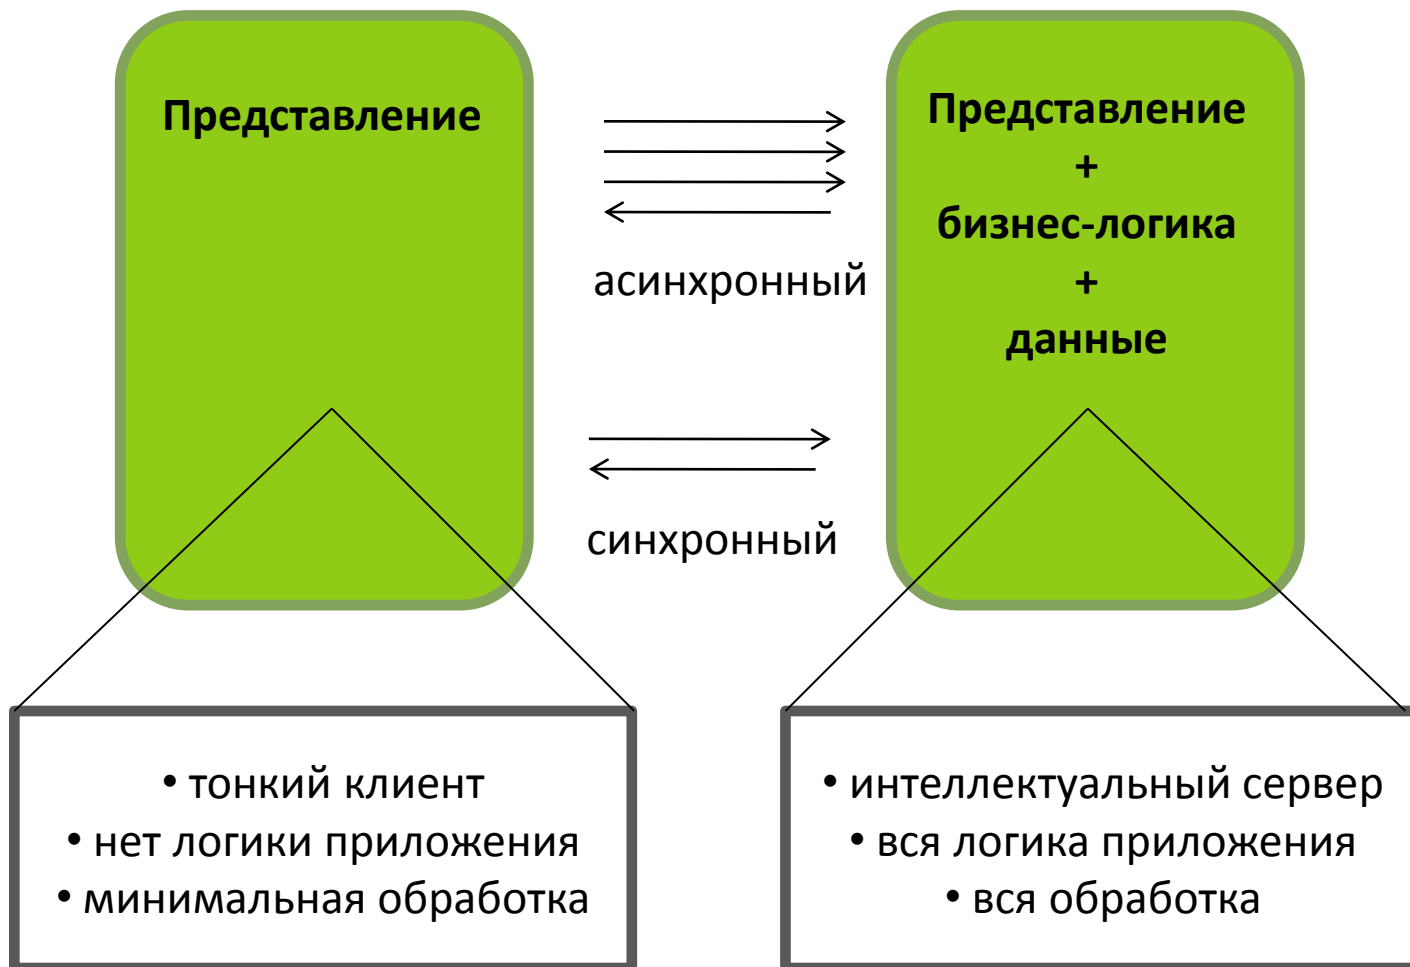 Представление
Представление
+
бизнес-логика
+
данные
асинхронный
синхронный
• тонкий клиент
• нет логики приложения
• минимальная обработка
• интеллектуальный сервер
• вся логика приложения
• вся обработка